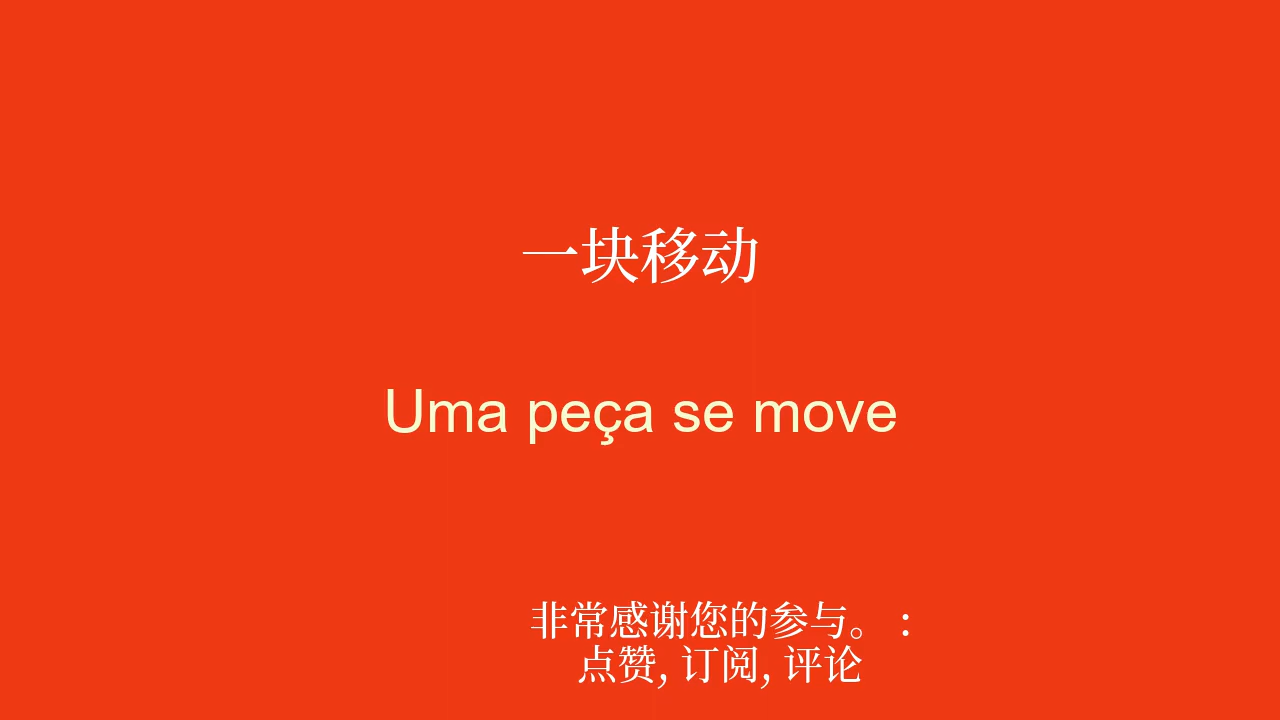 一块移动
Uma peça se move
非常感谢您的参与。 :
点赞, 订阅, 评论